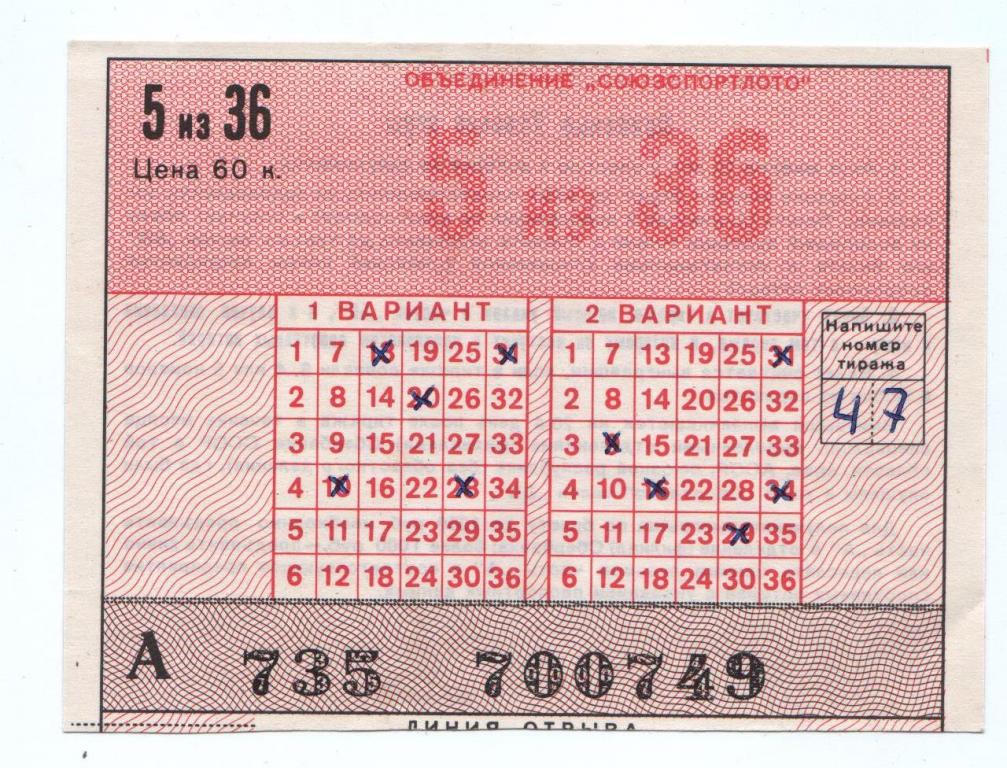 ОБЪЕДИНЕНИЕ „СОЮЗСПОРТЛОТО"
5 из 36
Цена 60 к.
5 из 36
1 ВАРИАНТ
1 7 13 19 25 31
2 8 14 20 26 32
3 9 15 21 27 33
4 10 16 22 28 34
5 11 17 23 29 35
6 12 18 24 30 36
2 ВАРИАНТ
1 7 13 19 25 31
2 8 14 20 26 32
3 9 15 21 27 33
4 10 16 22 28 34
5 11 17 23 29 35
6 12 18 24 30 36
Напишите
номер
тиража
47
А 735 700749
ЛИНИЯ ОТРЫВА